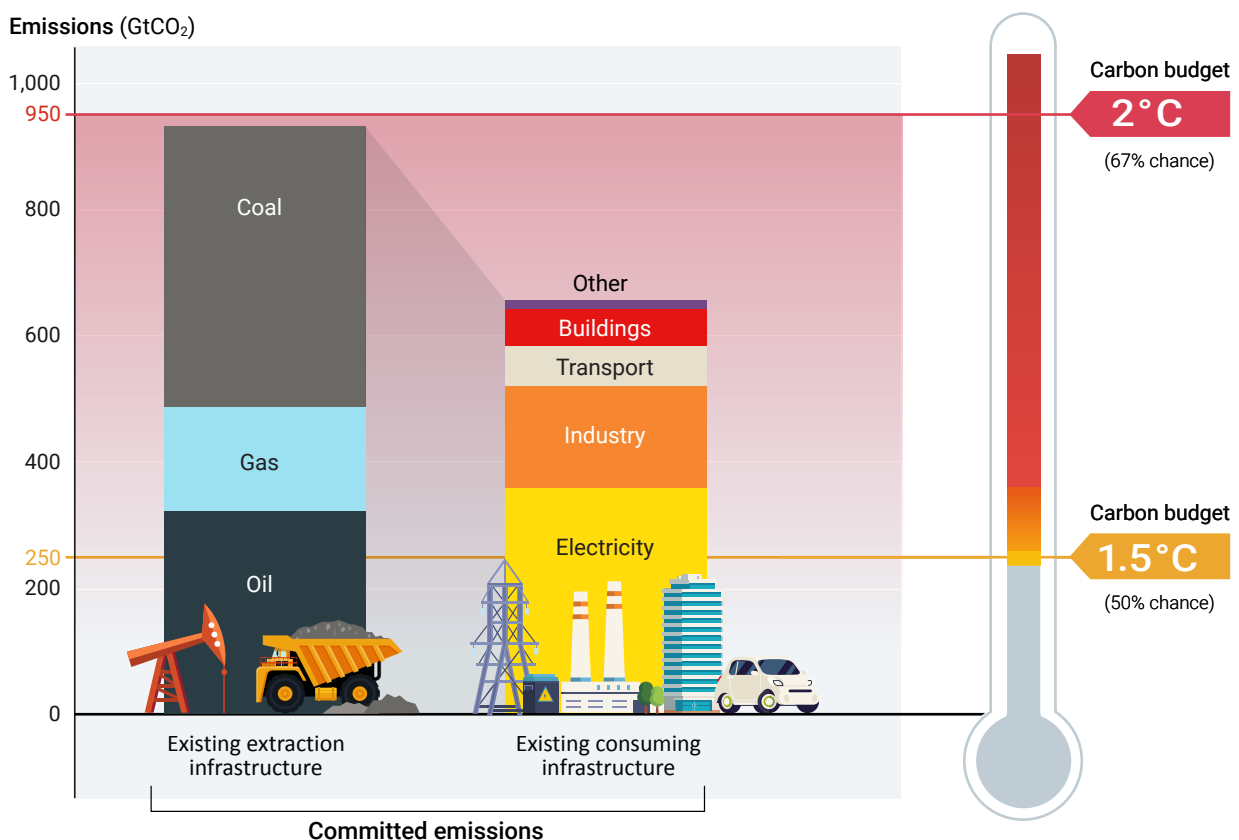 Emissions (GtCO₂)
1,000
950
800
600
400
250
200
0
Coal
Gas
Oil
Other
Buildings
Transport
Industry
Electricity
Existing extraction
infrastructure
Existing consuming
infrastructure
Committed emissions
Carbon budget
2°C
(67% chance)
Carbon budget
1.5°C
(50% chance)